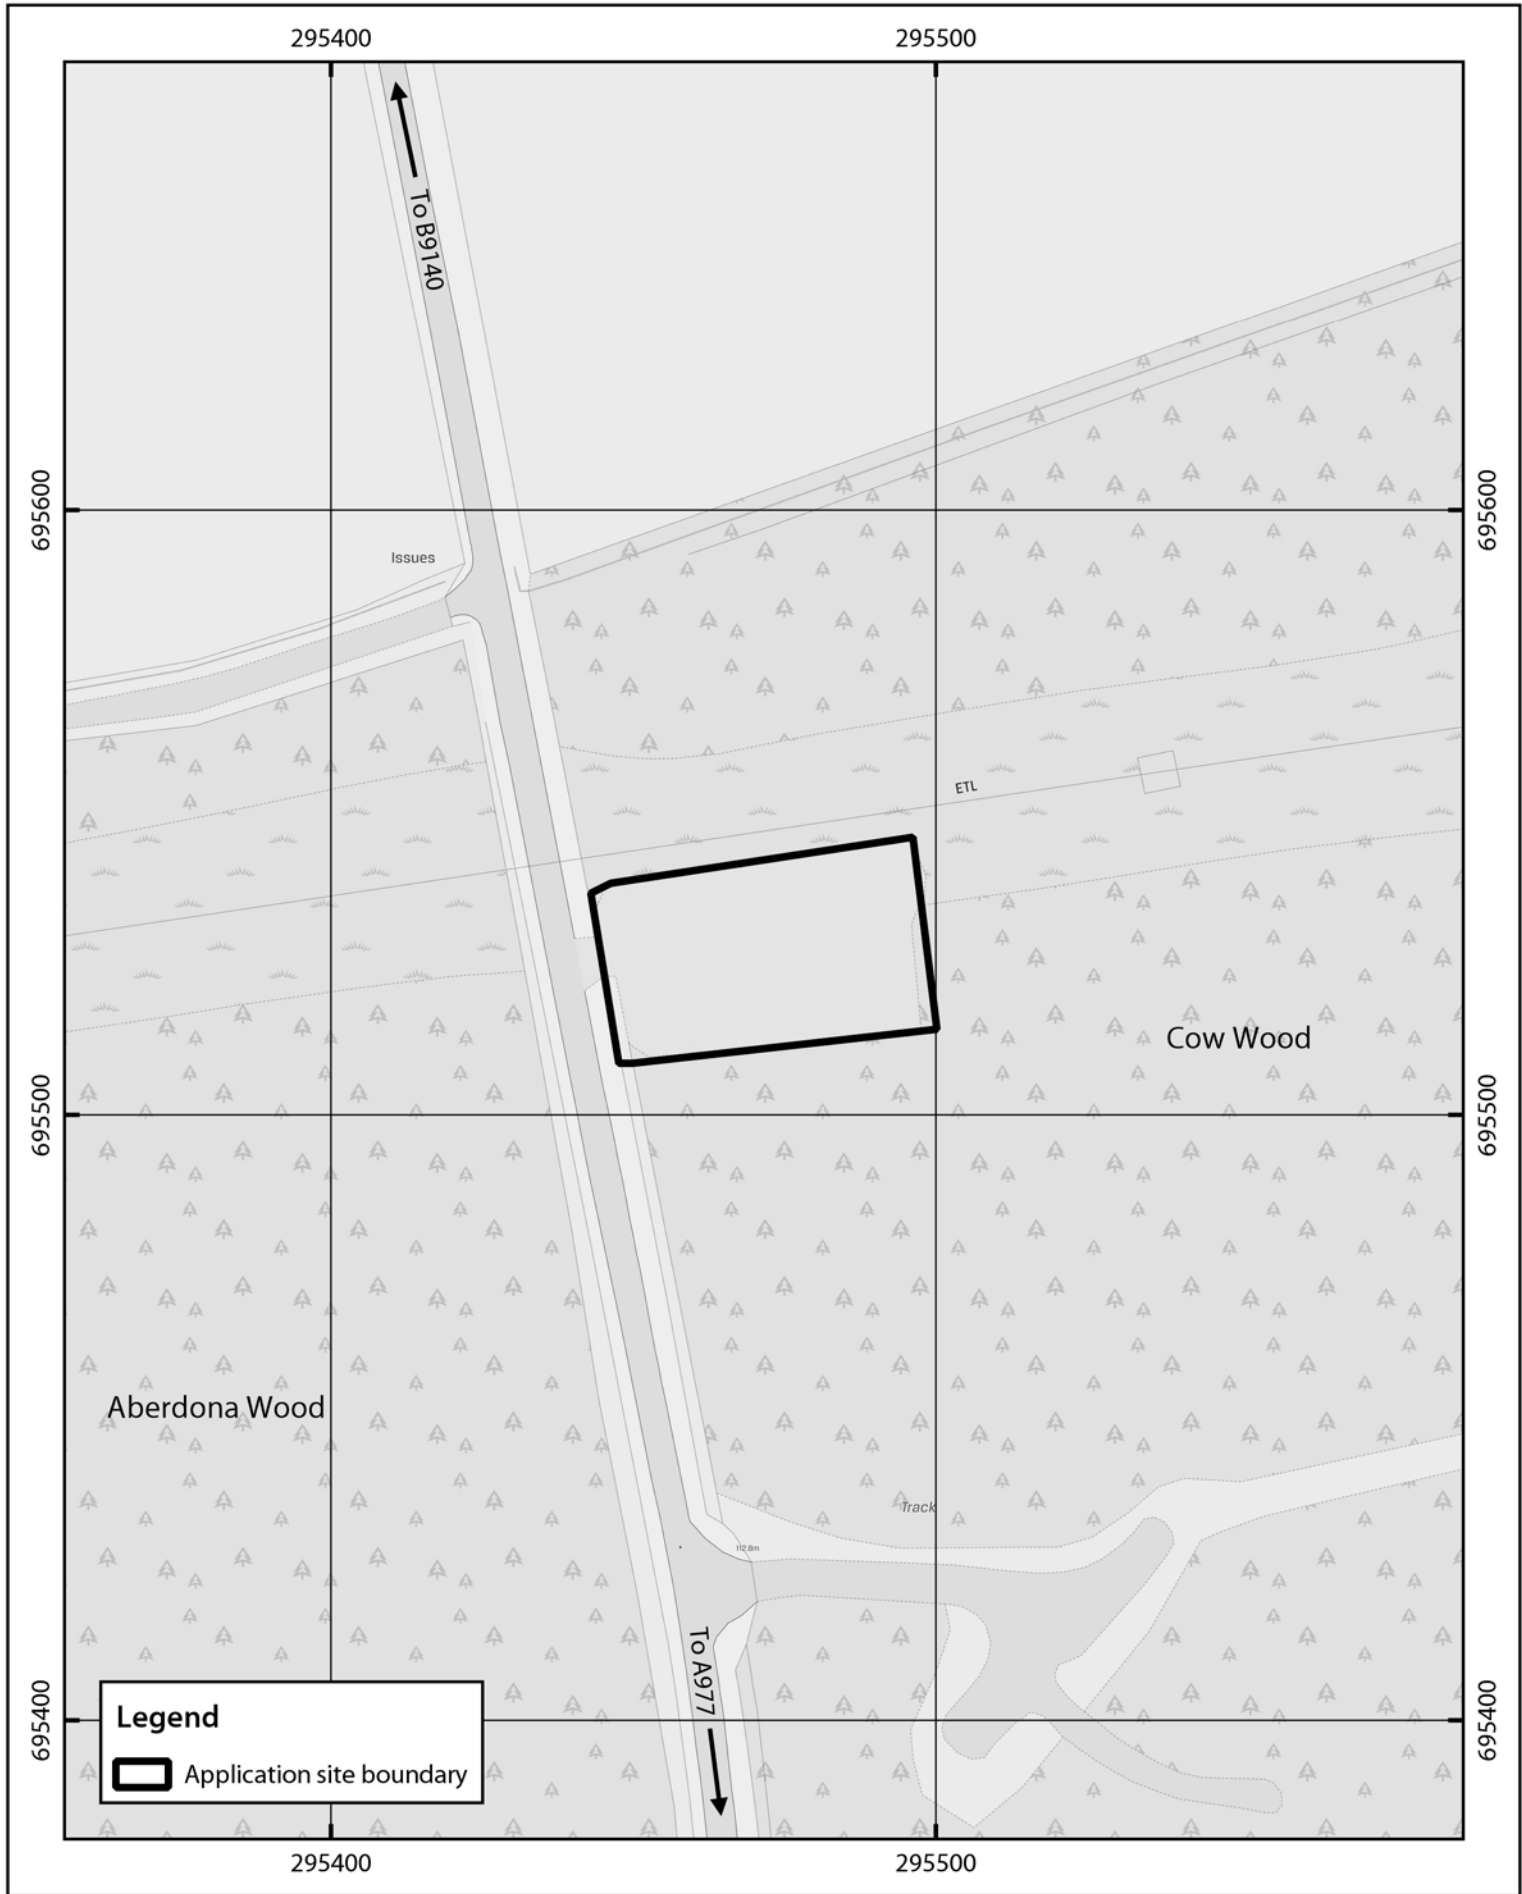 295400
295500
To B9140
695600
695600
Issues
ETL
Cow Wood
695500
695500
Aberdona Wood
Track
112.8m
To A977
Legend
Application site boundary
695400
695400
295400
295500